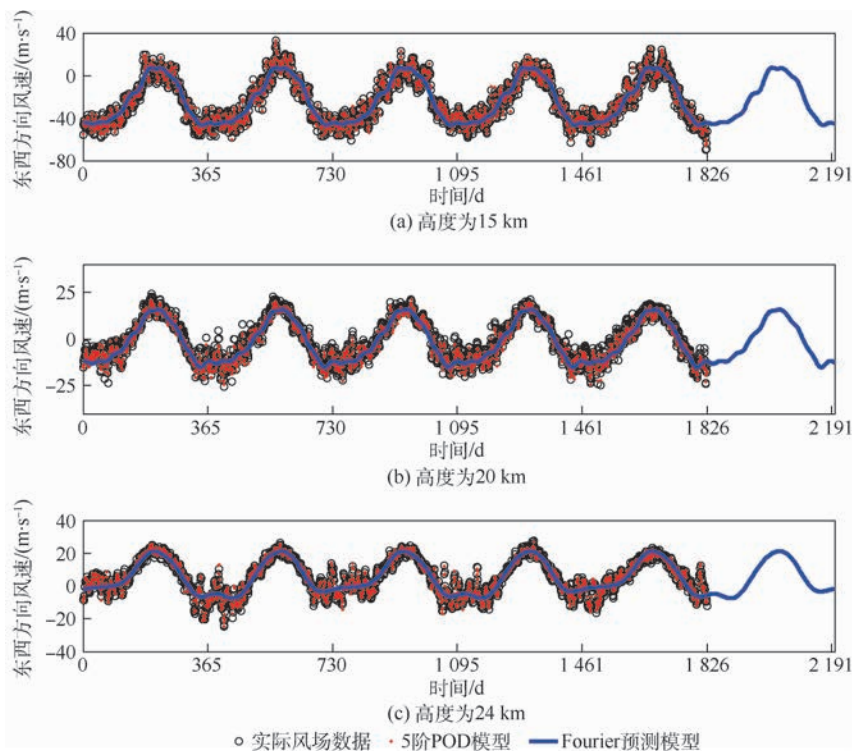 东西方向风速/(m·s⁻¹)
40
0
-40
-80
0 365 730 1 095 1 461 1 826 2 191
时间/d
(a) 高度为15 km
东西方向风速/(m·s⁻¹)
25
0
-25
0 365 730 1 095 1 461 1 826 2 191
时间/d
(b) 高度为20 km
东西方向风速/(m·s⁻¹)
40
20
0
-20
-40
0 365 730 1 095 1 461 1 826 2 191
时间/d
(c) 高度为24 km
实际风场数据 5阶POD模型 Fourier预测模型